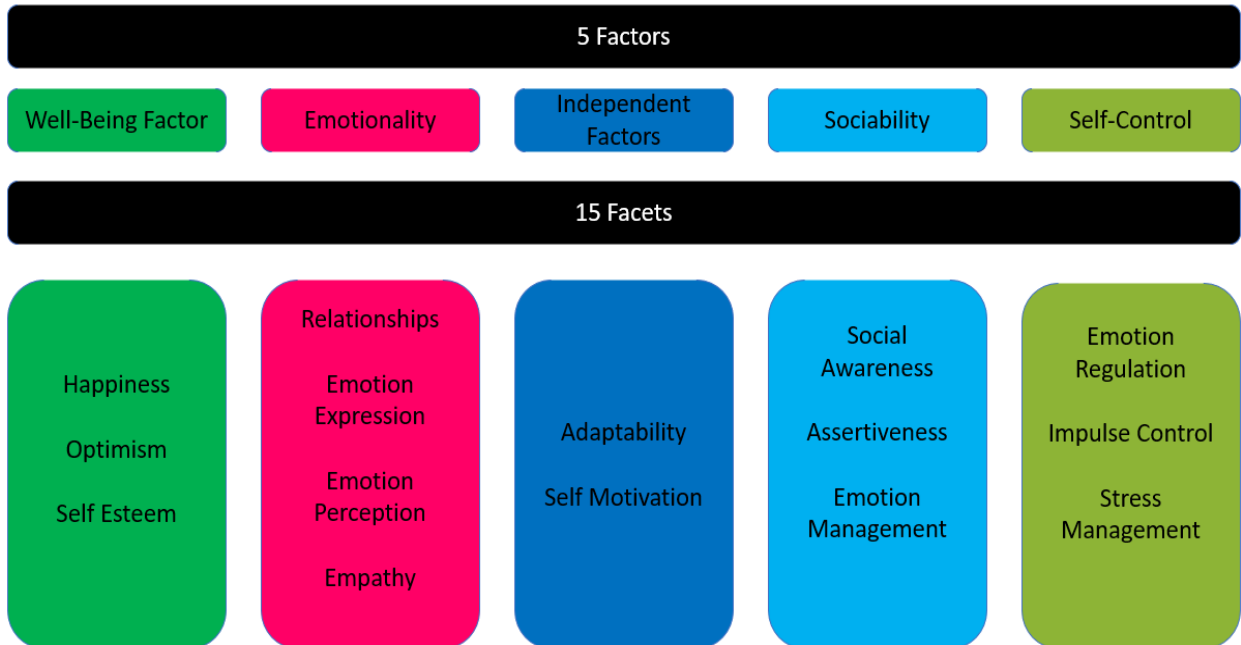 5 Factors
Well-Being Factor
Emotionality
Independent
Factors
Sociability
Self-Control
15 Facets
Happiness
Optimism
Self Esteem
Relationships
Emotion
Expression
Emotion
Perception
Empathy
Adaptability
Self Motivation
Social
Awareness
Assertiveness
Emotion
Management
Emotion
Regulation
Impulse Control
Stress
Management